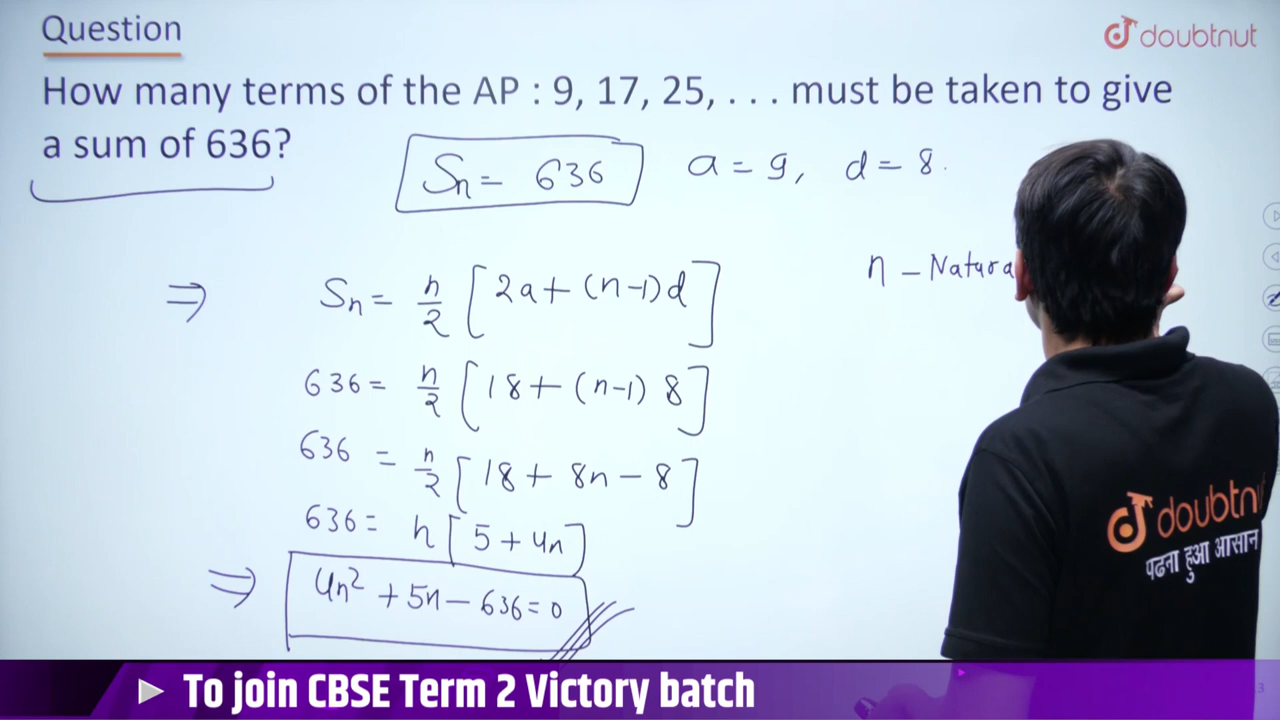 Question
doubtnut
How many terms of the AP : 9, 17, 25, . . . must be taken to give
a sum of 636?
Sn = 636
a = 9, d = 8.
n – Natura
⇒ Sn = n/2 [2a + (n-1)d]
636 = n/2 [18 + (n-1) 8]
636 = n/2 [18 + 8n - 8]
636 = n [5 + 4n]
⇒ 4n² + 5n - 636 = 0
doubtn
पढना हुआ आसान
To join CBSE Term 2 Victory batch